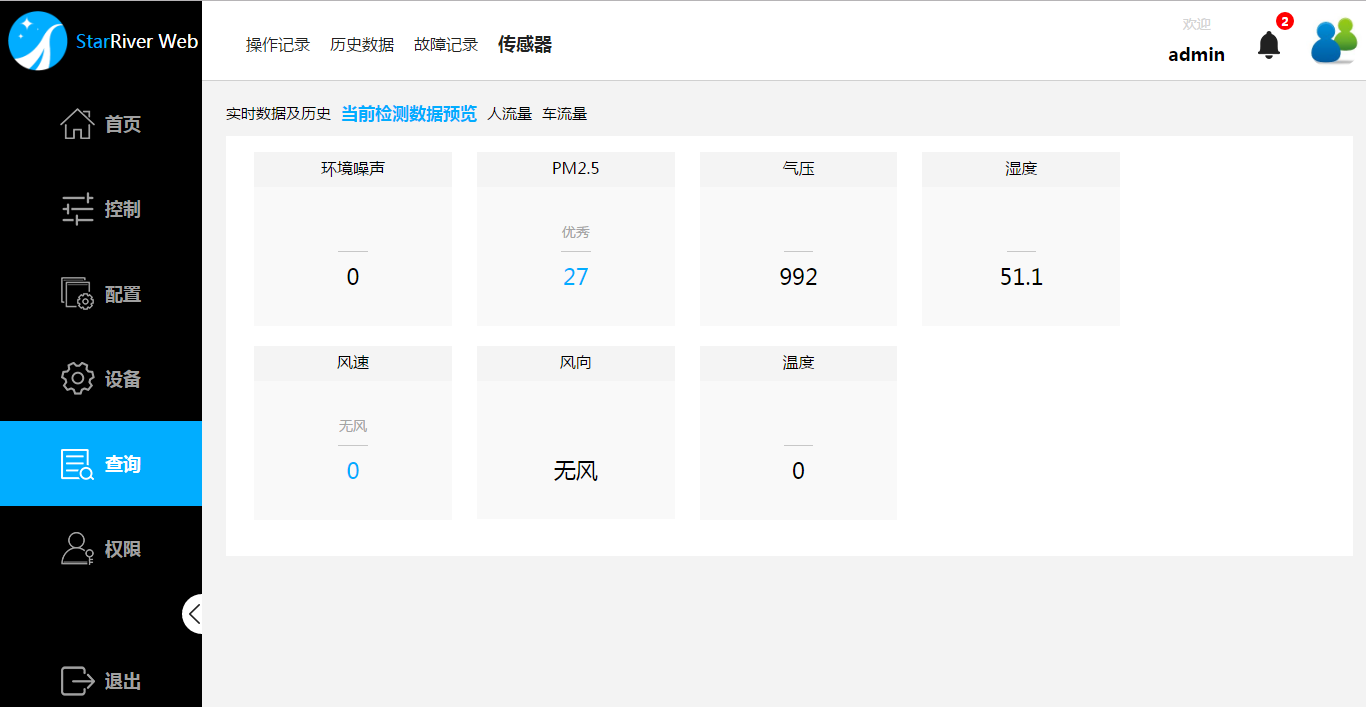 StarRiver Web
操作记录 历史数据 故障记录 传感器
欢迎
admin
2
首页
控制
配置
设备
查询
权限
退出
实时数据及历史 当前检测数据预览 人流量 车流量
环境噪声 PM2.5 气压 湿度
优秀
0 27 992 51.1
风速 风向 温度
无风
0 无风 0